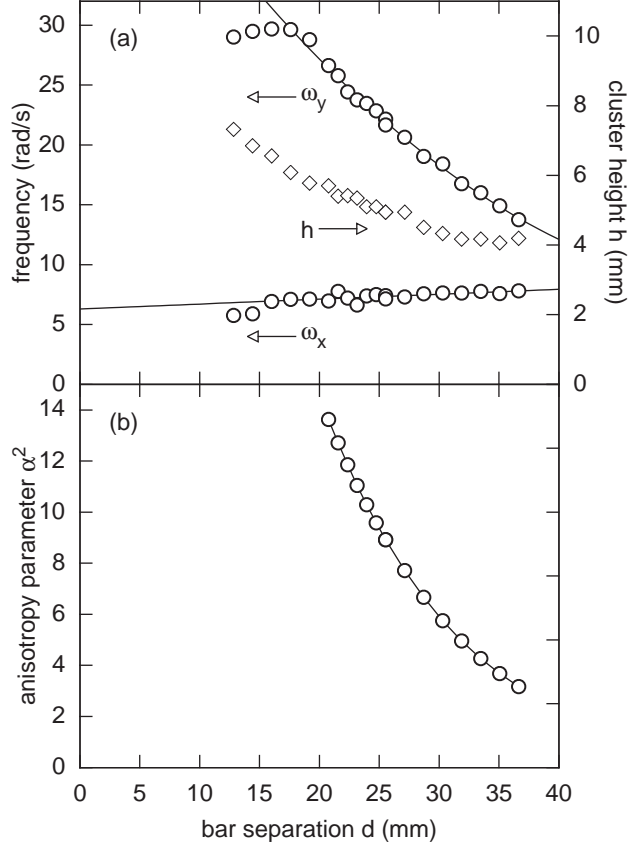 (a)
30
25
20
15
10
5
0
frequency (rad/s)
10
8
6
4
2
0
cluster height h (mm)
ω_y
h
ω_x
(b)
14
12
10
8
6
4
2
0
anisotropy parameter α²
0 5 10 15 20 25 30 35 40
bar separation d (mm)